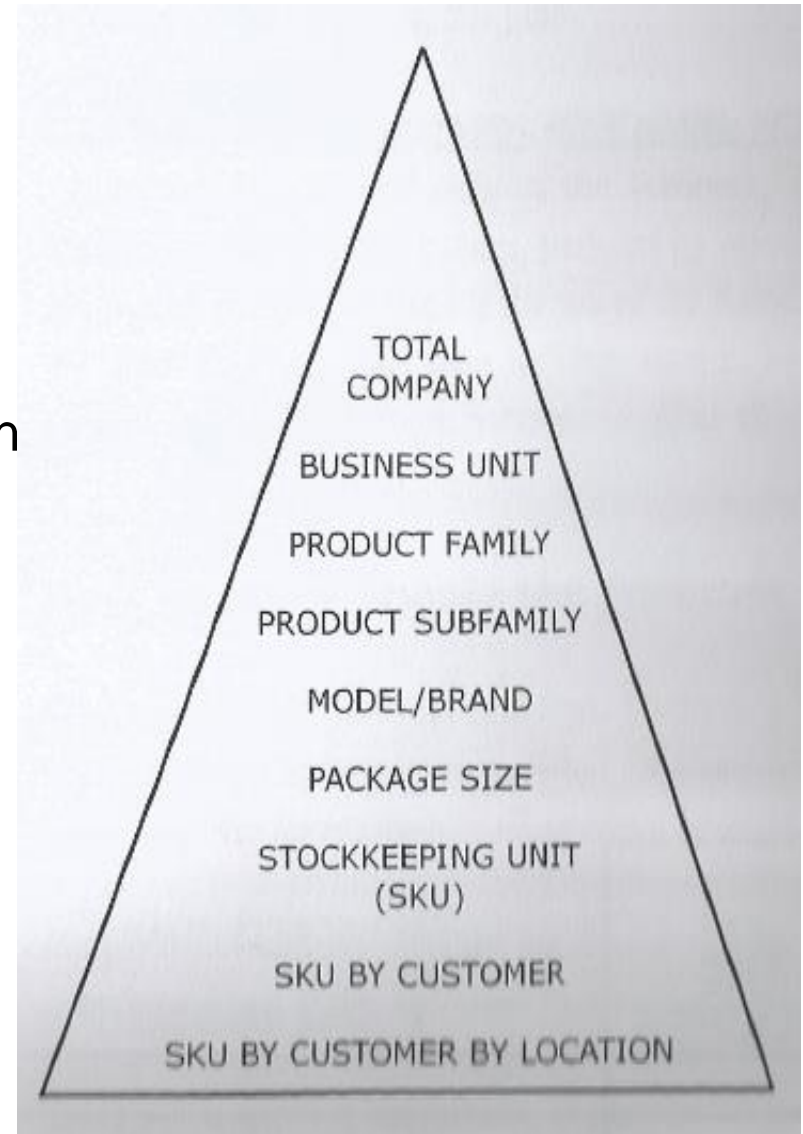 TOTAL
COMPANY
n
BUSINESS UNIT
PRODUCT FAMILY
PRODUCT SUBFAMILY
MODEL/BRAND
PACKAGE SIZE
STOCKKEEPING UNIT
(SKU)
SKU BY CUSTOMER
SKU BY CUSTOMER BY LOCATION